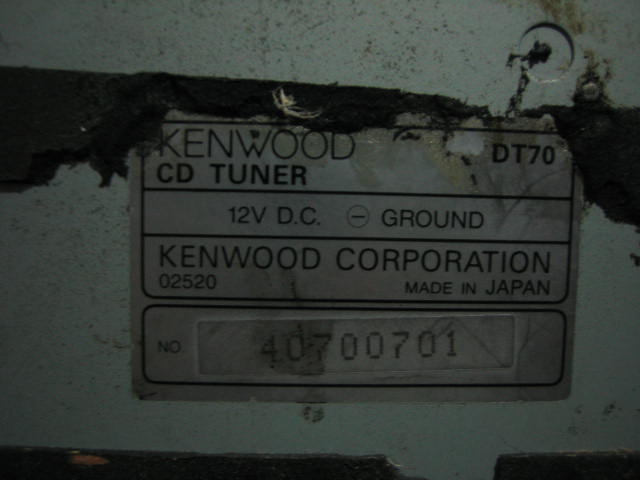 KENWOOD DT70
CD TUNER
12V D.C. ⊖ GROUND
KENWOOD CORPORATION
02520 MADE IN JAPAN
NO 40700701